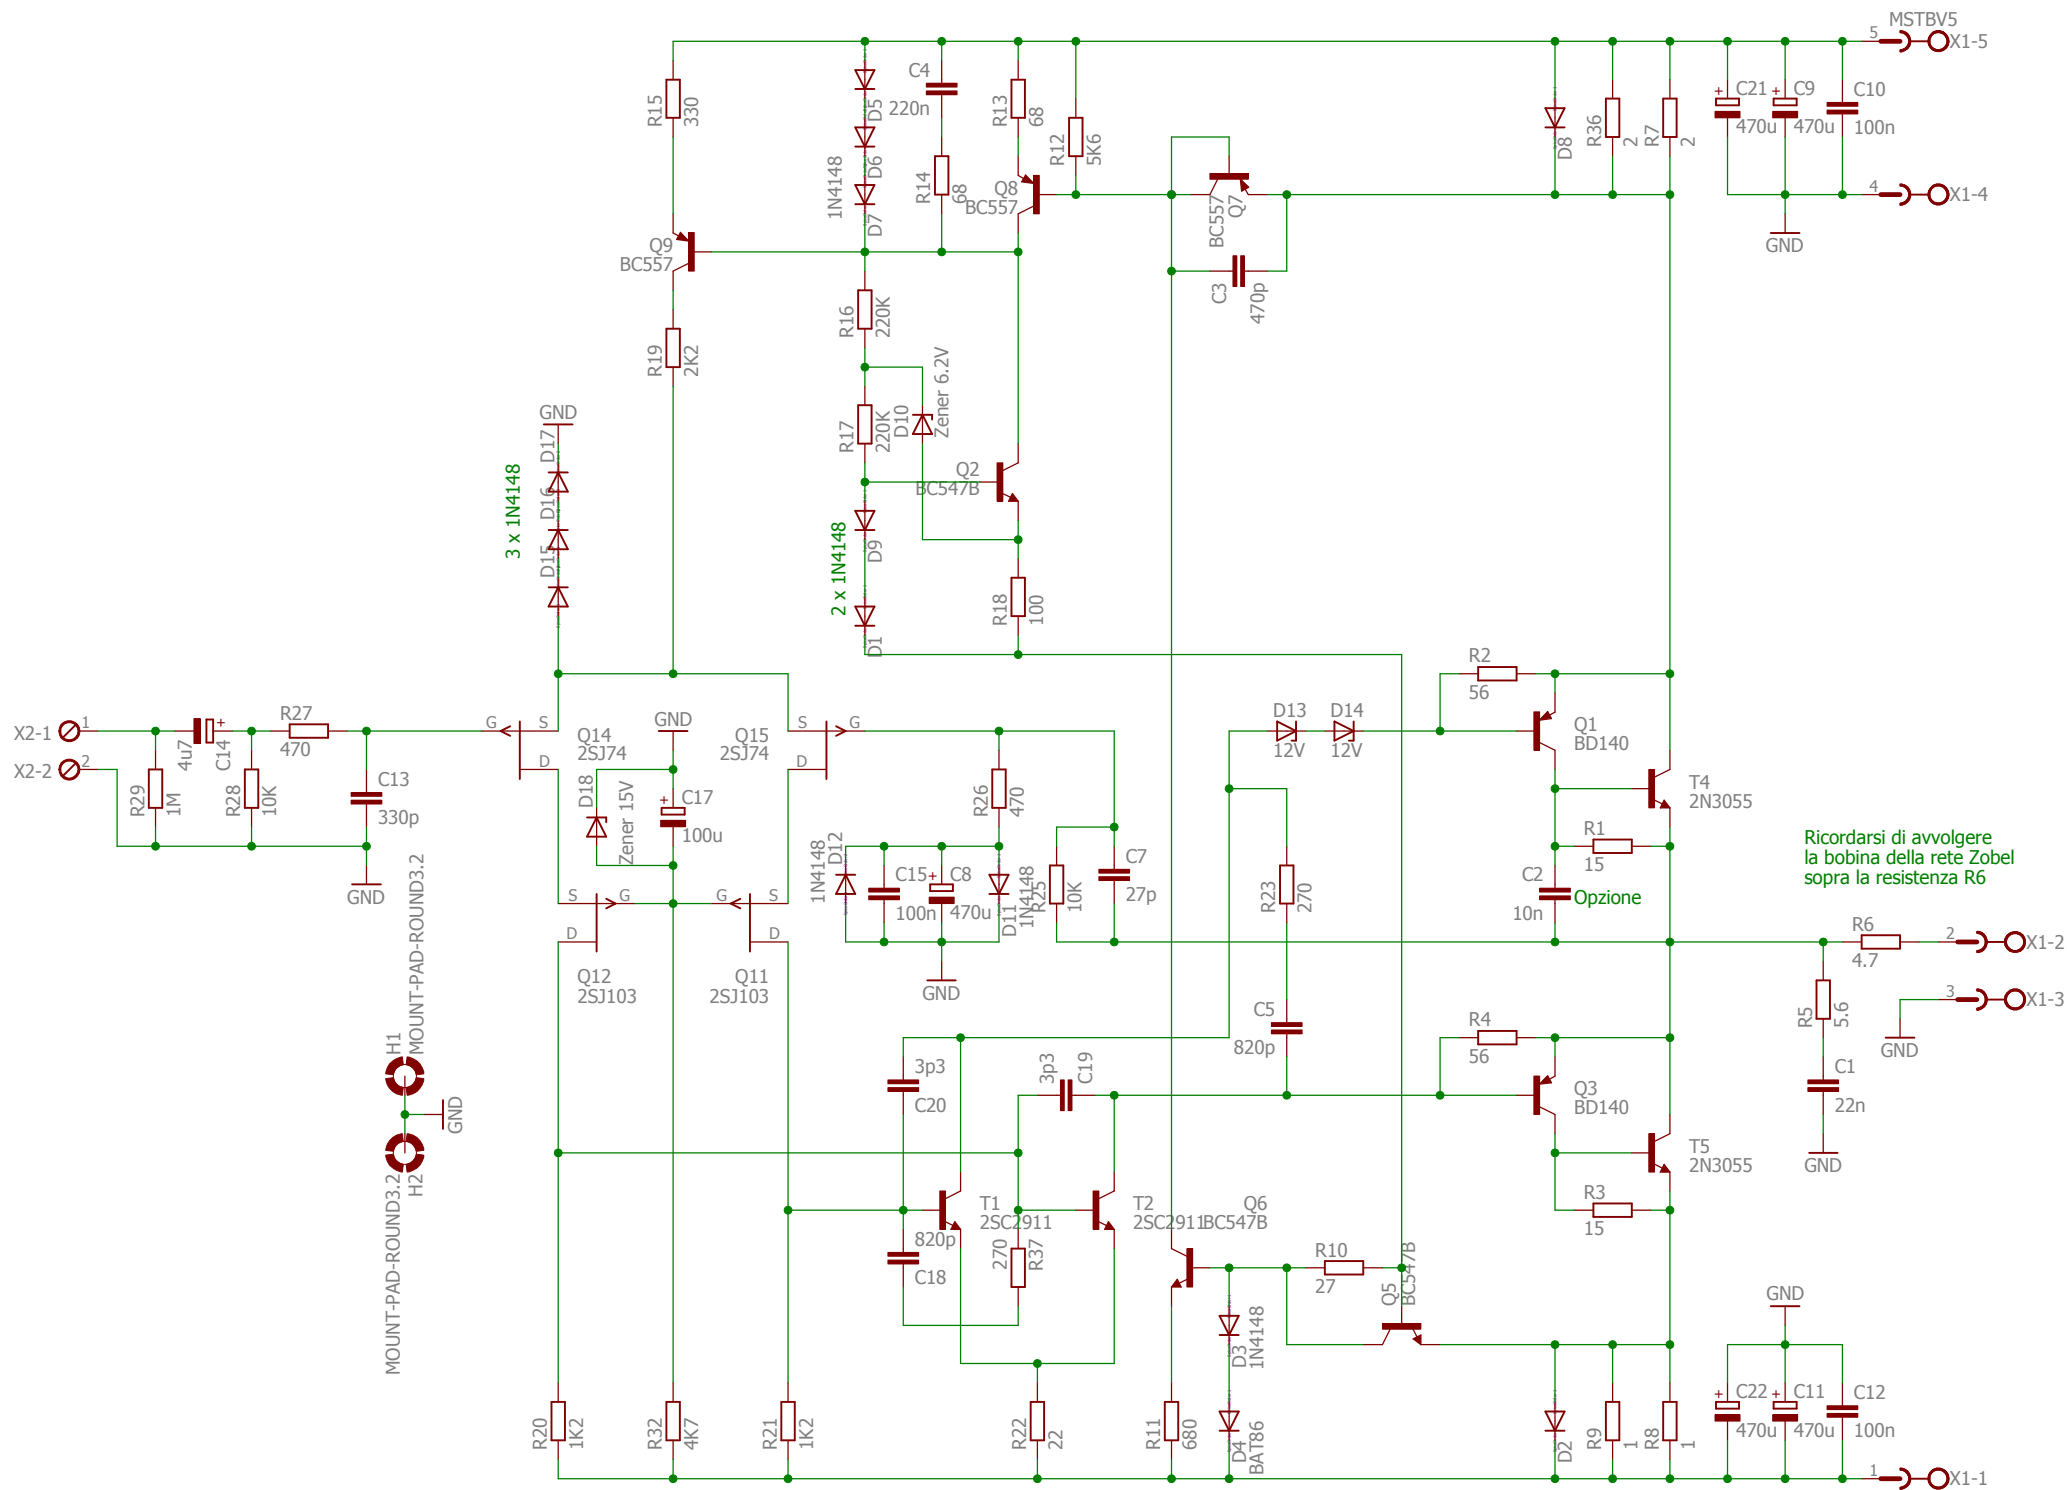 MSTBV5
5
X1-5
C4
220n
D5
R15
330
R13
68
R12
5K6
D8
R36
2
R7
2
+
C21
470u
+
C9
470u
C10
100n
1N4148
D6
D7
R14
68
Q8
BC557
BC557
Q7
4
X1-4
GND
Q9
BC557
C3
470p
R16
220K
R19
2K2
Zener 6.2V
D10
R17
220K
GND
D17
D16
D15
3 x 1N4148
Q2
BC547B
2 x 1N4148
D9
D1
R18
100
R2
56
X2-1
1
X2-2
2
4u7
+
C14
R27
470
R29
1M
R28
10K
C13
330p
GND
G
S
D
Q14
2SJ74
GND
Q15
2SJ74
S
G
D
D18
Zener 15V
+
C17
100u
R26
470
D13
12V
D14
12V
Q1
BD140
T4
2N3055
R1
15
1N4148
D12
C15
100n
+
C8
470u
D11
1N4148
R25
10K
C7
27p
R23
270
C2
10n
Opzione
Ricordarsi di avvolgere
la bobina della rete Zobel
sopra la resistenza R6
S
G
D
Q12
2SJ103
G
S
D
Q11
2SJ103
GND
R6
4.7
2
X1-2
3
X1-3
GND
R5
5.6
C1
22n
GND
H1
MOUNT-PAD-ROUND3.2
GND
MOUNT-PAD-ROUND3.2
H2
3p3
C20
3p3
C19
C5
820p
R4
56
Q3
BD140
T5
2N3055
R3
15
T1
2SC2911
T2
2SC2911
Q6
BC547B
820p
C18
270
R37
R10
27
Q5
BC547B
D3
1N4148
D4
BAT86
R20
1K2
R32
4K7
R21
1K2
R22
22
R11
680
D2
R9
1
R8
1
GND
+
C22
470u
+
C11
470u
C12
100n
1
X1-1